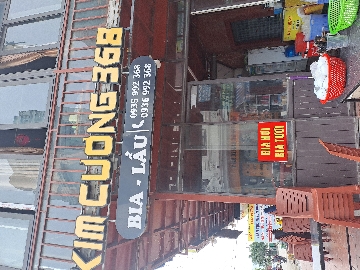 KIM CƯƠNG 368
BIA - LẨU
0935 992 368
0936 992 368
BIA HƠI
BIA TƯƠI